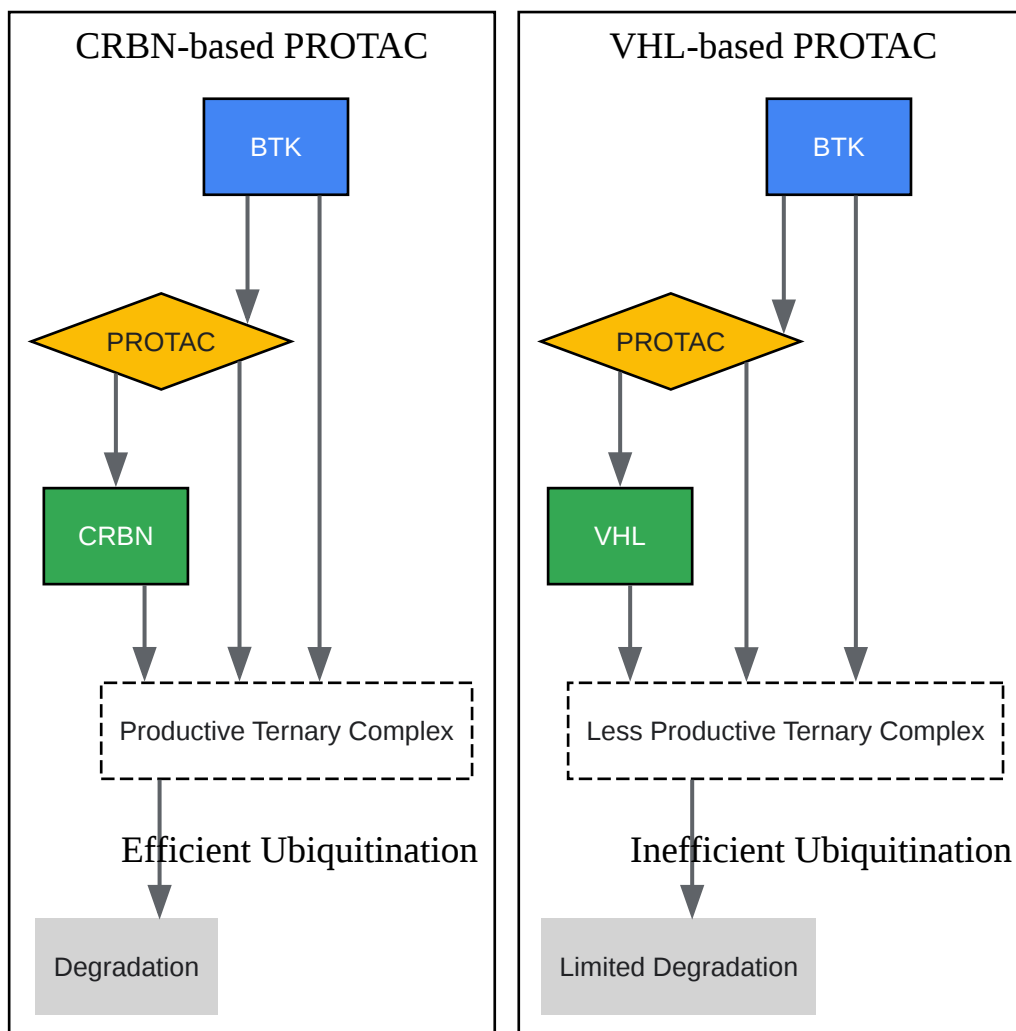 CRBN-based PROTAC
BTK
PROTAC
CRBN
Productive Ternary Complex
Efficient Ubiquitination
Degradation
VHL-based PROTAC
BTK
PROTAC
VHL
Less Productive Ternary Complex
Inefficient Ubiquitination
Limited Degradation